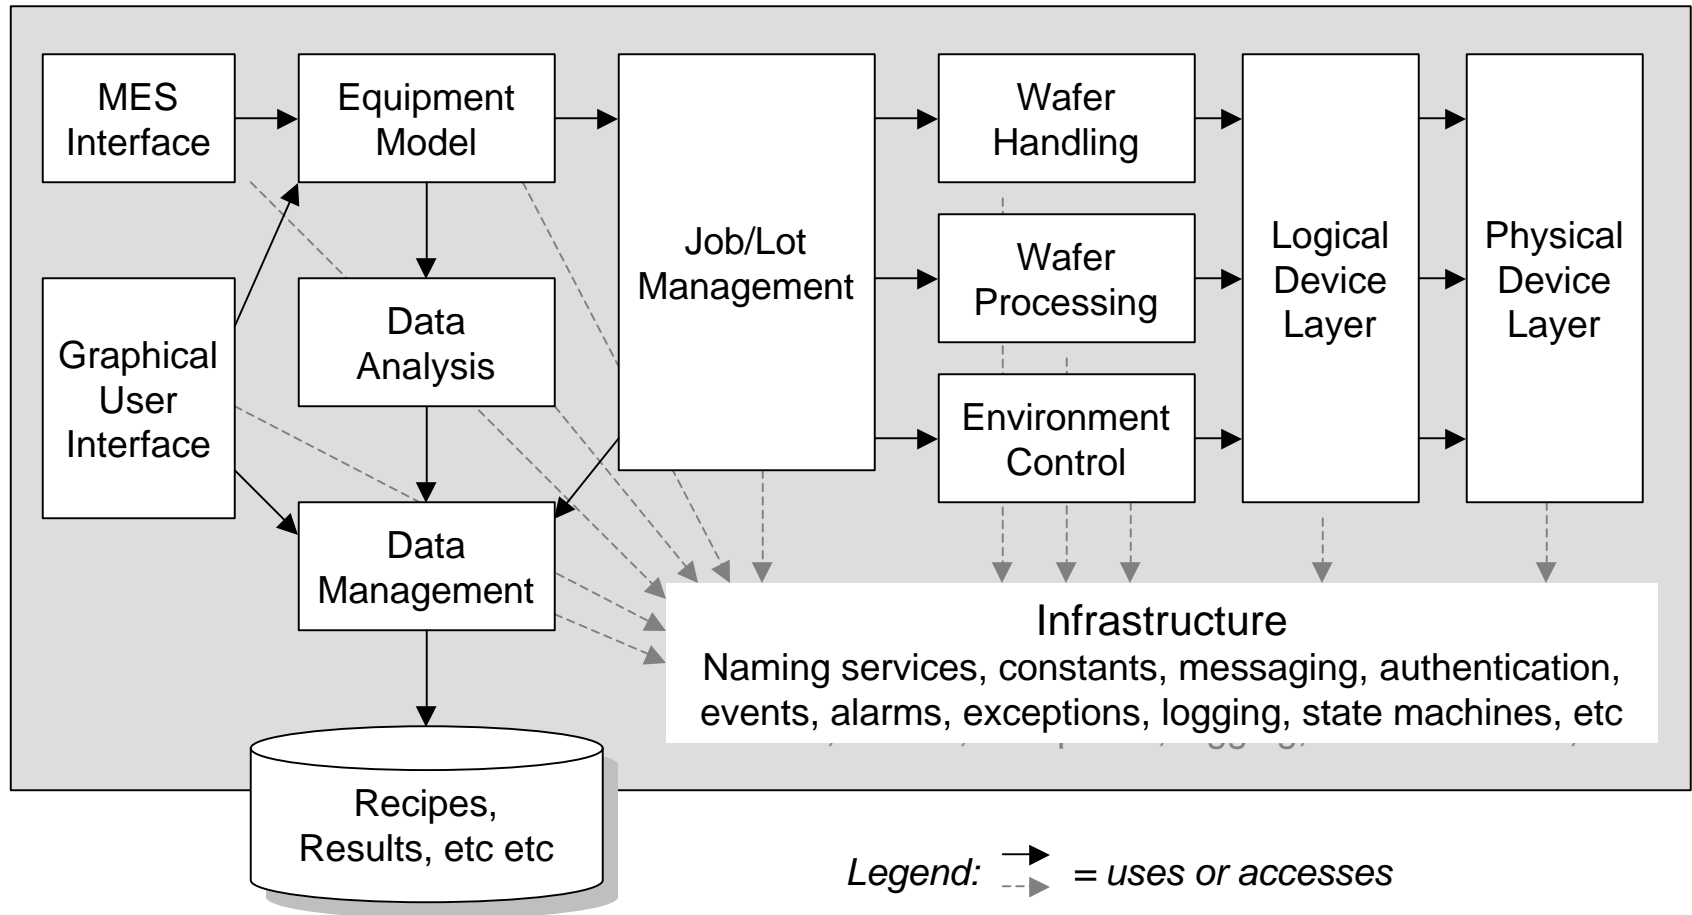 MES
Interface
Equipment
Model
Job/Lot
Management
Wafer
Handling
Wafer
Processing
Environment
Control
Logical
Device
Layer
Physical
Device
Layer
Graphical
User
Interface
Data
Analysis
Data
Management
Infrastructure
Naming services, constants, messaging, authentication,
events, alarms, exceptions, logging, state machines, etc
Recipes,
Results, etc etc
Legend:
= uses or accesses